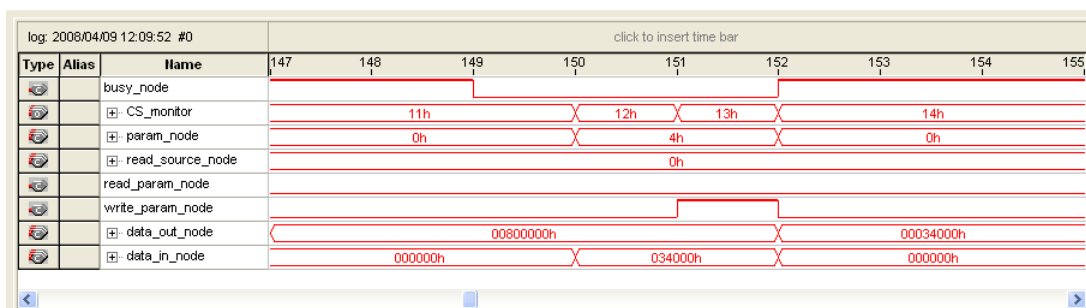 log: 2008/04/09 12:09:52 #0 click to insert time bar
Type Alias Name 147 148 149 150 151 152 153 154 155
busy_node
CS_monitor 11h 12h 13h 14h
param_node 0h 4h 0h
read_source_node 0h
read_param_node
write_param_node
data_out_node 00800000h 00034000h
data_in_node 000000h 034000h 000000h